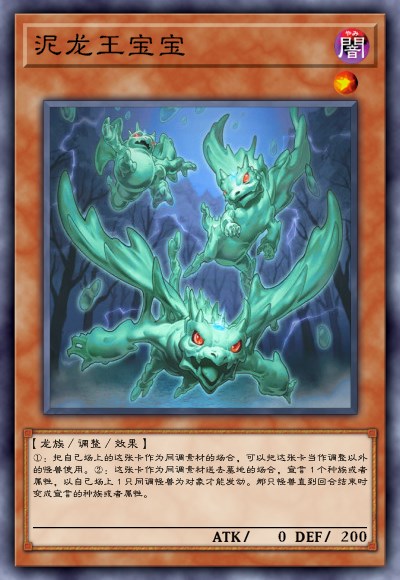 泥龙王宝宝
やみ
闇
【龙族／调整／效果】
①：把自己场上的这张卡作为同调素材的场合，可以把这张卡当作调整以外
的怪兽使用。②：这张卡作为同调素材送去墓地的场合，宣言1个种族或者
属性，以自己场上1只同调怪兽为对象才能发动。那只怪兽直到回合结束时
变成宣言的种族或者属性。
ATK/ 0 DEF/ 200